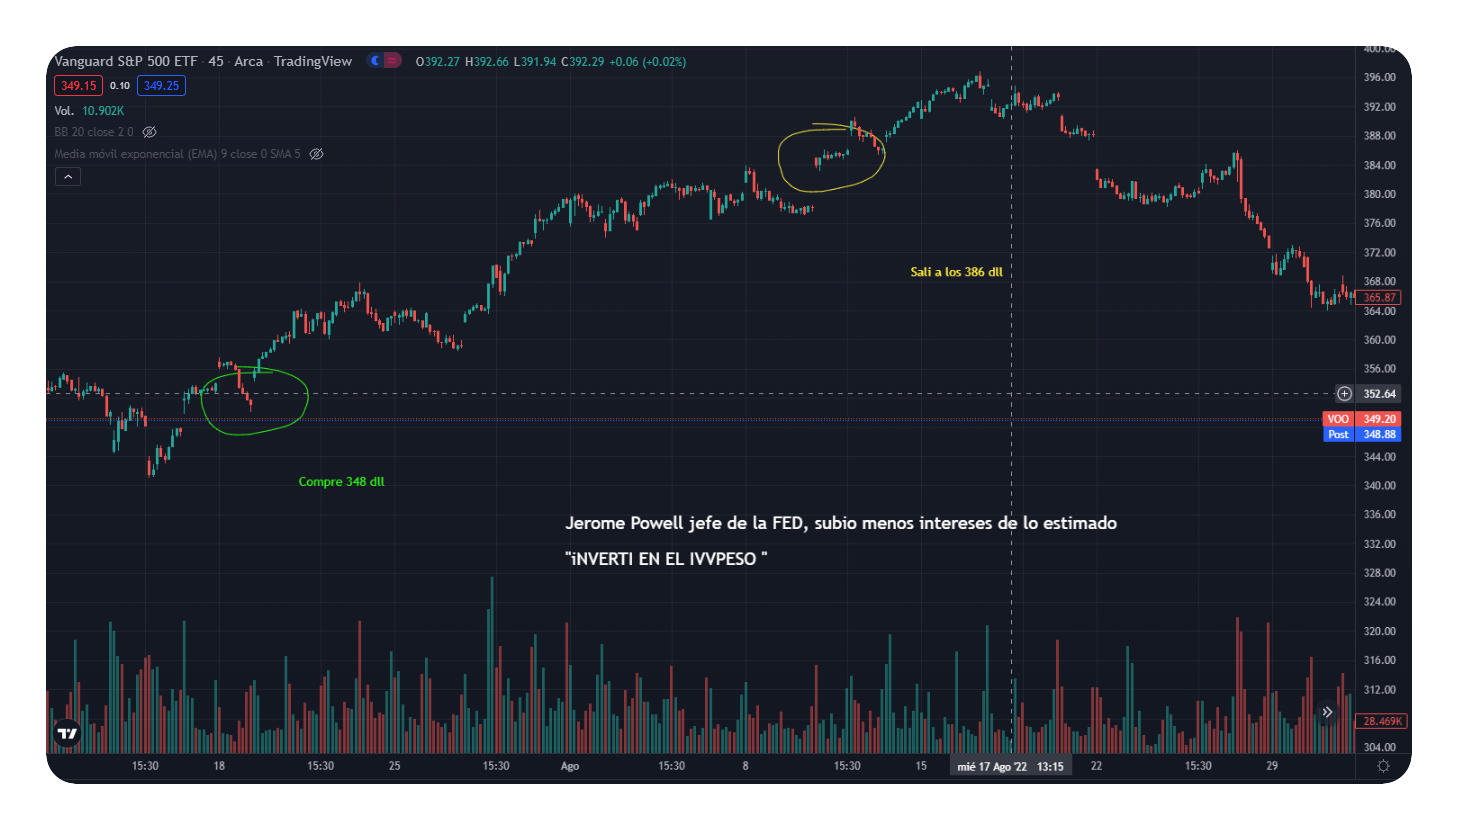 Vanguard S&P 500 ETF · 45 · Arca · TradingView O392.27 H392.66 L391.94 C392.29 +0.06 (+0.02%)
349.15 0.10 349.25
Vol. 10.902K
BB 20 close 2 0
Media móvil exponencial (EMA) 9 close 0 SMA 5
400.00
396.00
392.00
388.00
384.00
380.00
376.00
372.00
Sali a los 386 dll
368.00
365.87
364.00
360.00
356.00
352.64
VOO 349.20
Post 348.88
344.00
Compre 348 dll
340.00
336.00
Jerome Powell jefe de la FED, subio menos intereses de lo estimado
332.00
"iNVERTI EN EL IVVPESO "
328.00
324.00
320.00
316.00
312.00
28.469K
304.00
15:30 18 15:30 25 15:30 Ago 15:30 8 15:30 15 mié 17 Ago '22 13:15 22 15:30 29